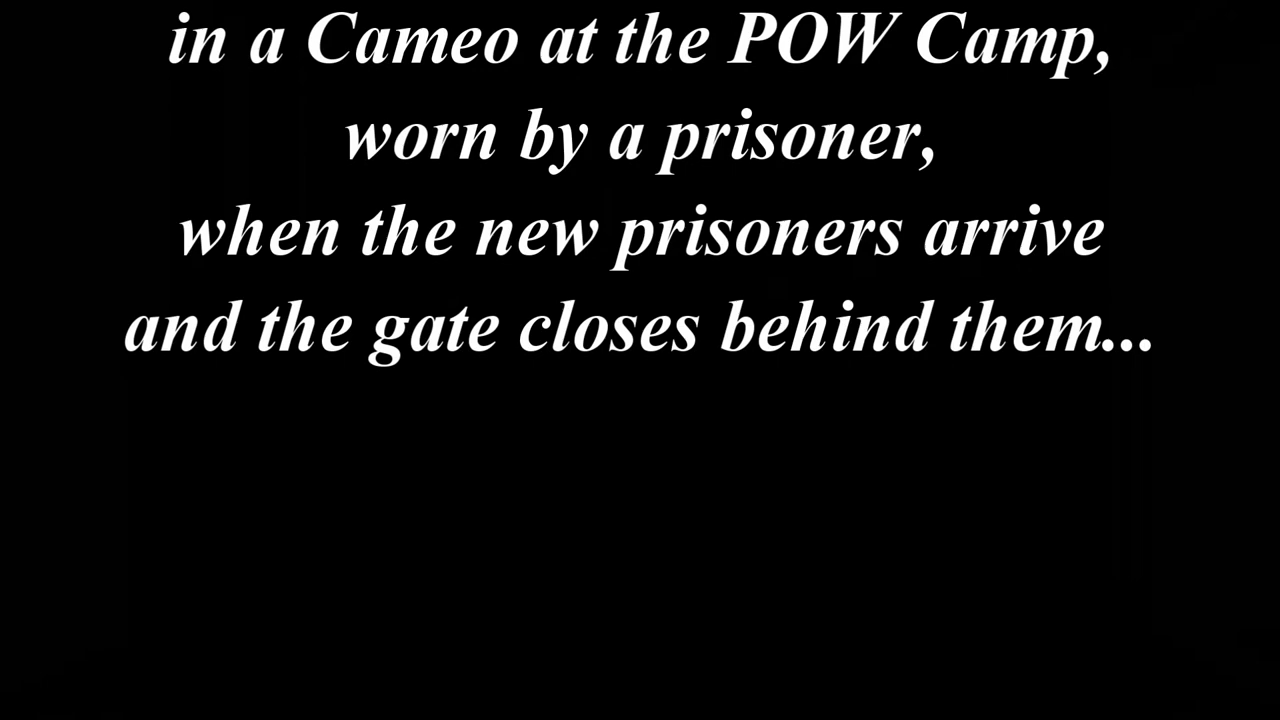 in a Cameo at the POW Camp,
worn by a prisoner,
when the new prisoners arrive
and the gate closes behind them...